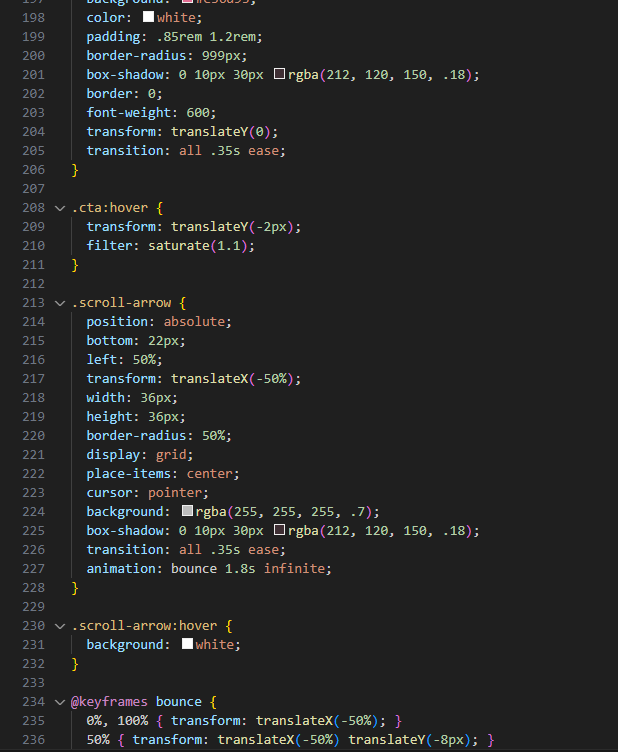 197 background: #e56a95;
198 color: white;
199 padding: .85rem 1.2rem;
200 border-radius: 999px;
201 box-shadow: 0 10px 30px rgba(212, 120, 150, .18);
202 border: 0;
203 font-weight: 600;
204 transform: translateY(0);
205 transition: all .35s ease;
206 }
207
208 .cta:hover {
209 transform: translateY(-2px);
210 filter: saturate(1.1);
211 }
212
213 .scroll-arrow {
214 position: absolute;
215 bottom: 22px;
216 left: 50%;
217 transform: translateX(-50%);
218 width: 36px;
219 height: 36px;
220 border-radius: 50%;
221 display: grid;
222 place-items: center;
223 cursor: pointer;
224 background: rgba(255, 255, 255, .7);
225 box-shadow: 0 10px 30px rgba(212, 120, 150, .18);
226 transition: all .35s ease;
227 animation: bounce 1.8s infinite;
228 }
229
230 .scroll-arrow:hover {
231 background: white;
232 }
233
234 @keyframes bounce {
235 0%, 100% { transform: translateX(-50%); }
236 50% { transform: translateX(-50%) translateY(-8px); }